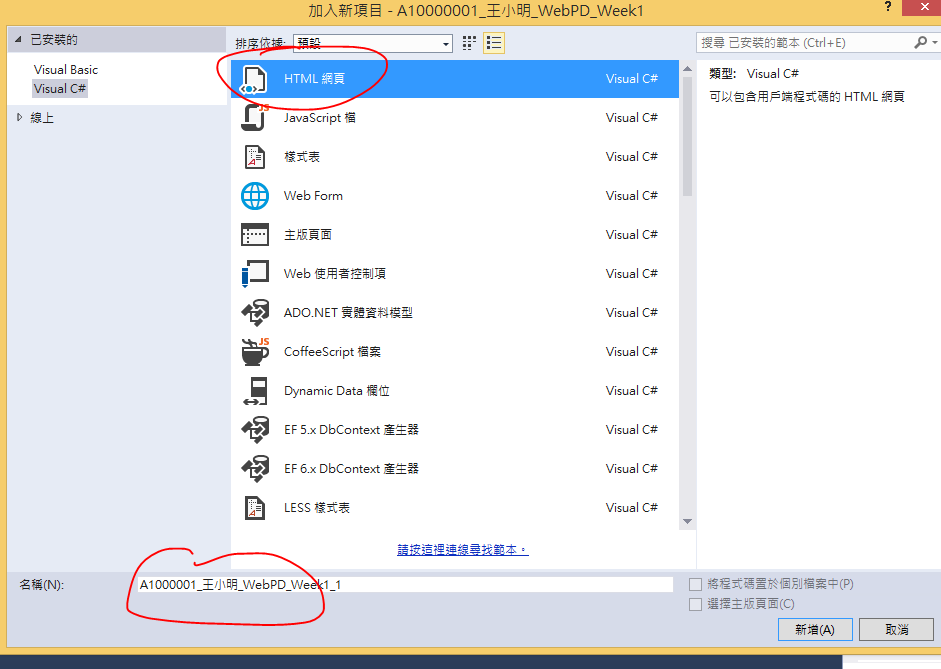 加入新項目 - A10000001_王小明_WebPD_Week1
? ×
已安裝的
Visual Basic
Visual C#
線上
排序依據: 預設
搜尋 已安裝的範本 (Ctrl+E)
HTML 網頁 Visual C#
JavaScript 檔 Visual C#
樣式表 Visual C#
Web Form Visual C#
主版頁面 Visual C#
Web 使用者控制項 Visual C#
ADO.NET 實體資料模型 Visual C#
CoffeeScript 檔案 Visual C#
Dynamic Data 欄位 Visual C#
EF 5.x DbContext 產生器 Visual C#
EF 6.x DbContext 產生器 Visual C#
LESS 樣式表 Visual C#
請按這裡連線尋找範本。
類型: Visual C#
可以包含用戶端程式碼的 HTML 網頁
名稱(N): A1000001_王小明_WebPD_Week1_1
將程式碼置於個別檔案中(P)
選擇主版頁面(C)
新增(A) 取消